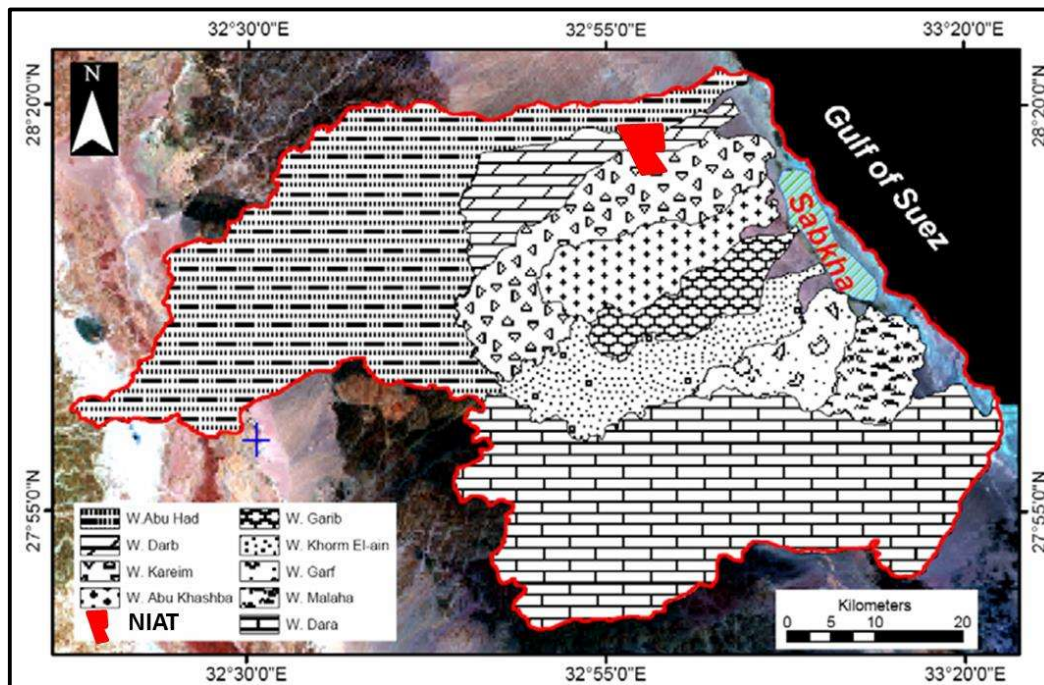 32°30'0"E 32°55'0"E 33°20'0"E
28°20'0"N
28°20'0"N
N
Gulf of Suez
Sabkha
27°55'0"N
27°55'0"N
W.Abu Had
W. Darb
W. Kareim
W. Abu Khashba
NIAT
W. Garib
W. Khorm El-ain
W. Garf
W. Malaha
W. Dara
Kilometers
0 5 10 20
32°30'0"E 32°55'0"E 33°20'0"E